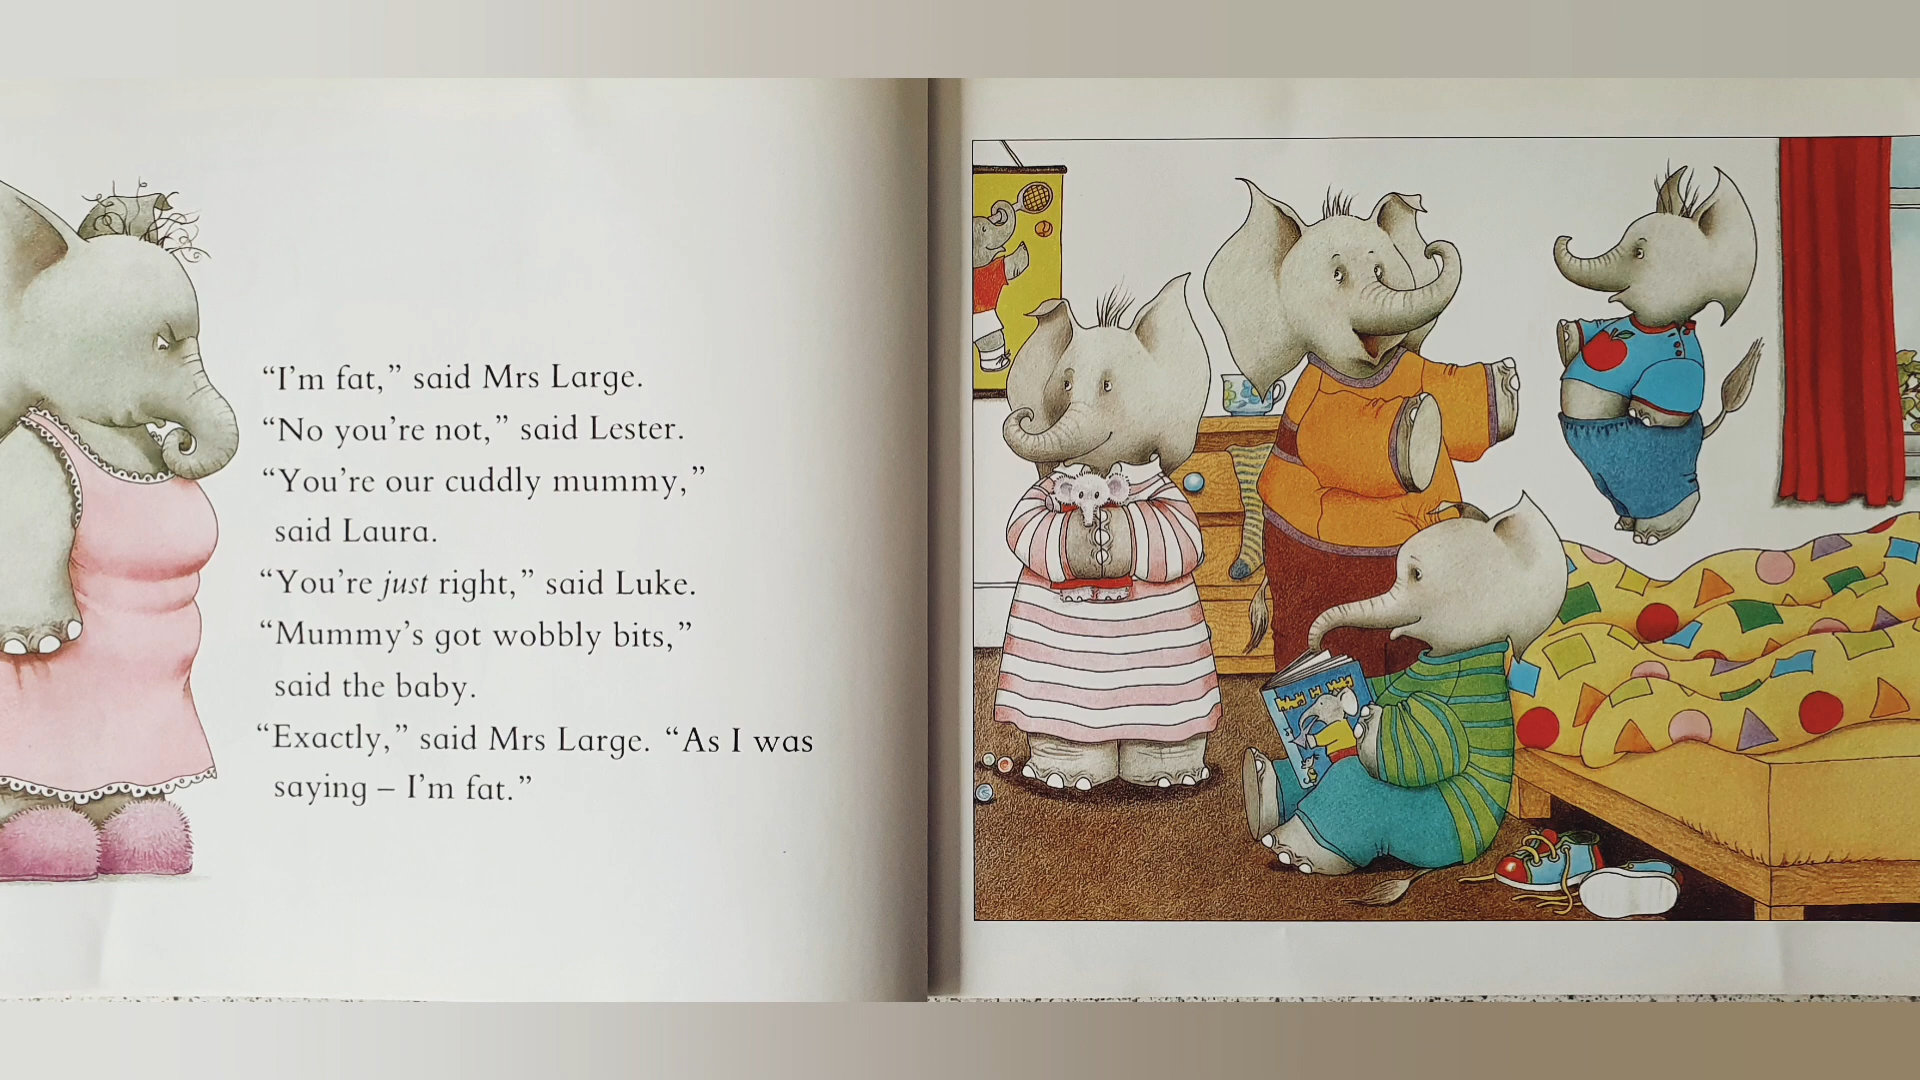 “I’m fat,” said Mrs Large.
“No you’re not,” said Lester.
“You’re our cuddly mummy,”
said Laura.
“You’re just right,” said Luke.
“Mummy’s got wobbly bits,”
said the baby.
“Exactly,” said Mrs Large. “As I was
saying – I’m fat.”